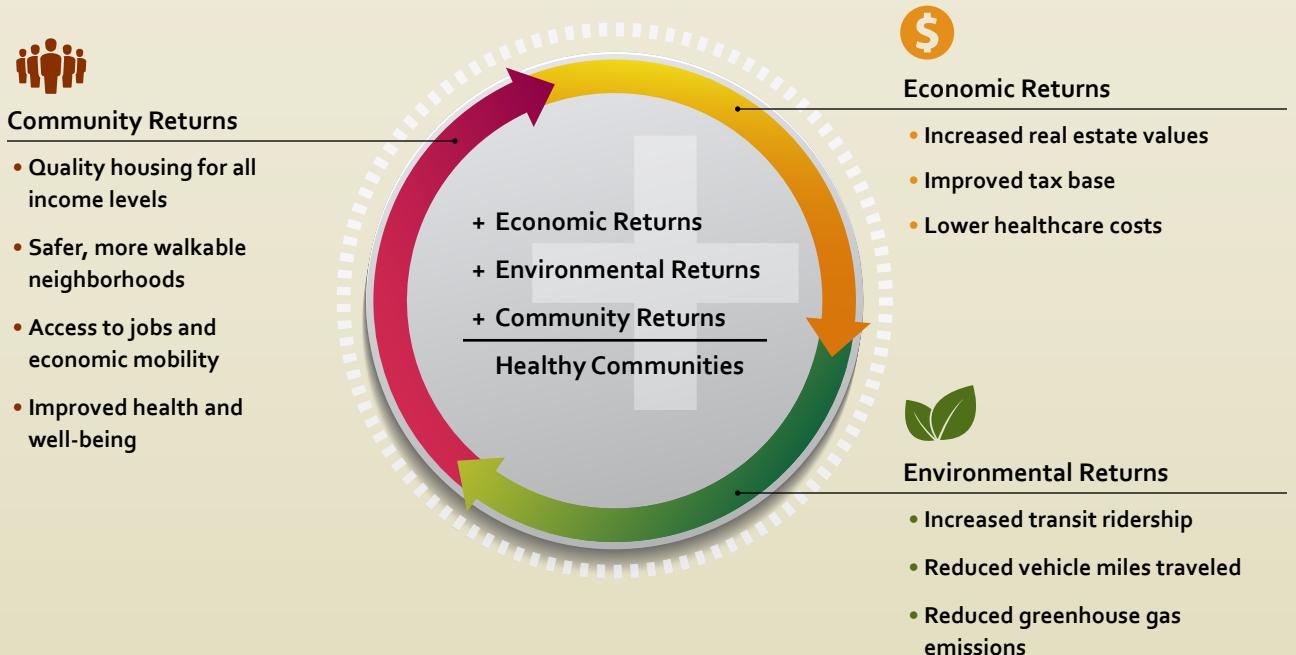 Community Returns
• Quality housing for all
income levels
• Safer, more walkable
neighborhoods
• Access to jobs and
economic mobility
• Improved health and
well-being
+ Economic Returns
+ Environmental Returns
+ Community Returns
Healthy Communities
$
Economic Returns
• Increased real estate values
• Improved tax base
• Lower healthcare costs
Environmental Returns
• Increased transit ridership
• Reduced vehicle miles traveled
• Reduced greenhouse gas
emissions